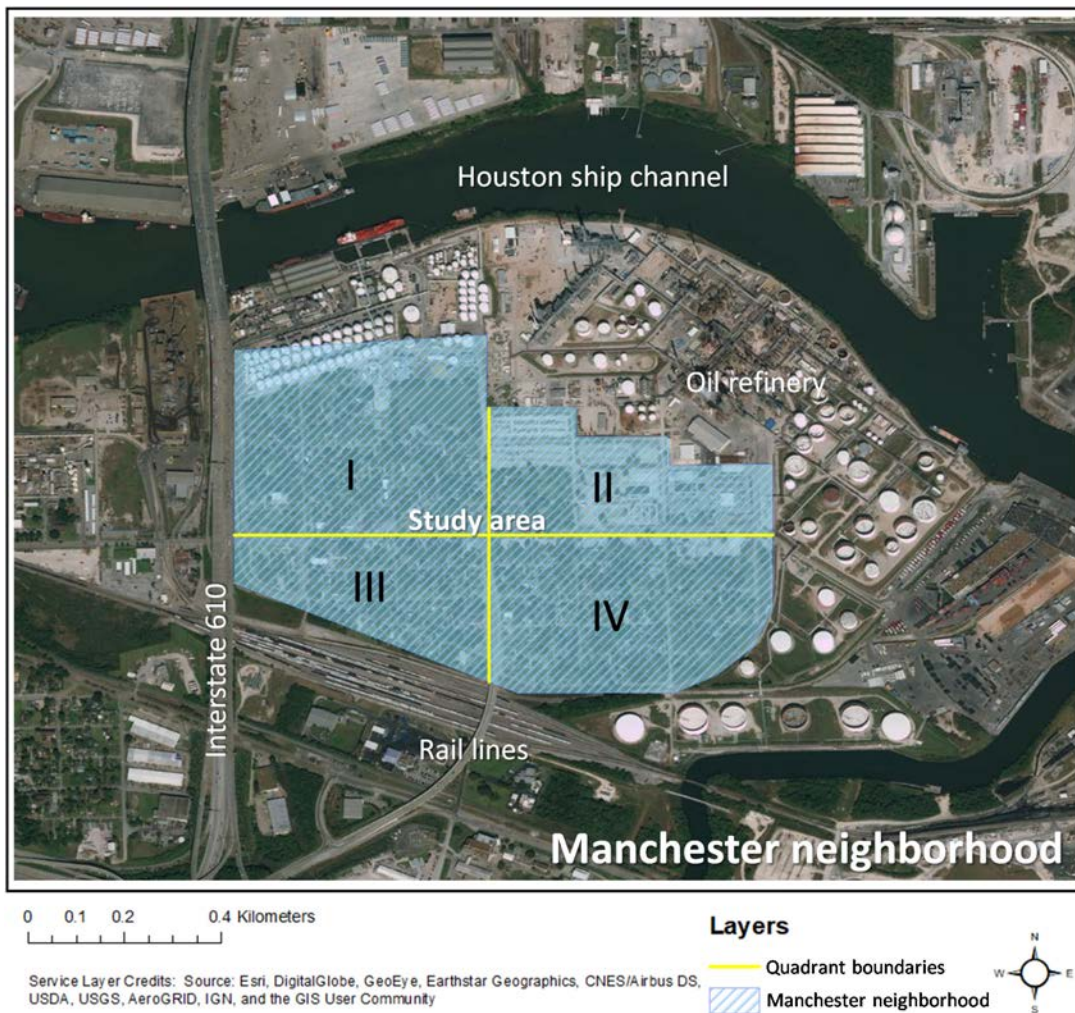 Houston ship channel
Oil refinery
I
II
Study area
III
IV
Interstate 610
Rail lines
Manchester neighborhood
0 0.1 0.2 0.4 Kilometers
Layers
Quadrant boundaries
Manchester neighborhood
N
W E
S
Service Layer Credits: Source: Esri, DigitalGlobe, GeoEye, Earthstar Geographics, CNES/Airbus DS,
USDA, USGS, AeroGRID, IGN, and the GIS User Community